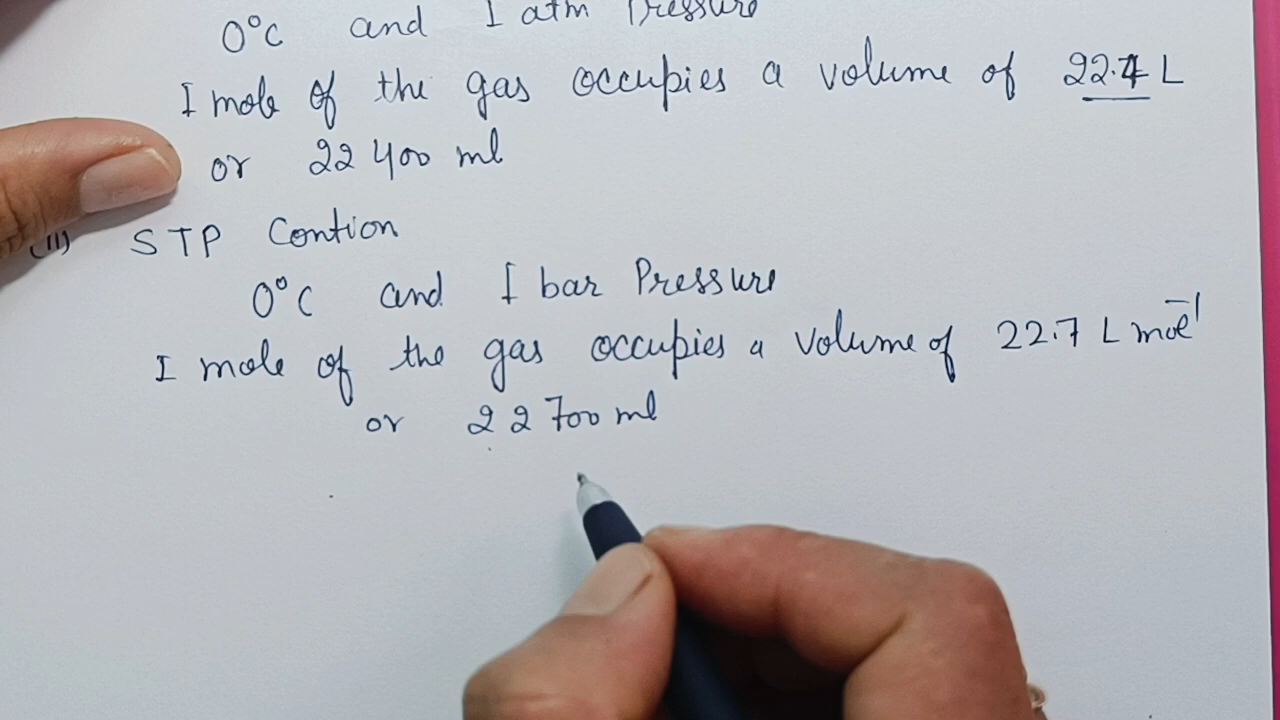 0°C and 1 atm Pressure
1 mole of the gas occupies a volume of 22.4 L
or 22400 ml
(II) STP Contion
0°C and 1 bar Pressure
1 mole of the gas occupies a volume of 22.7 L mol⁻¹
or 22700 ml